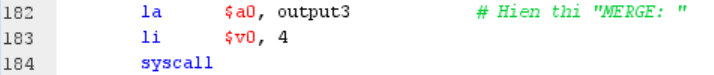 182 la $a0, output3 # Hien thi "MERGE: "
183 li $v0, 4
184 syscall